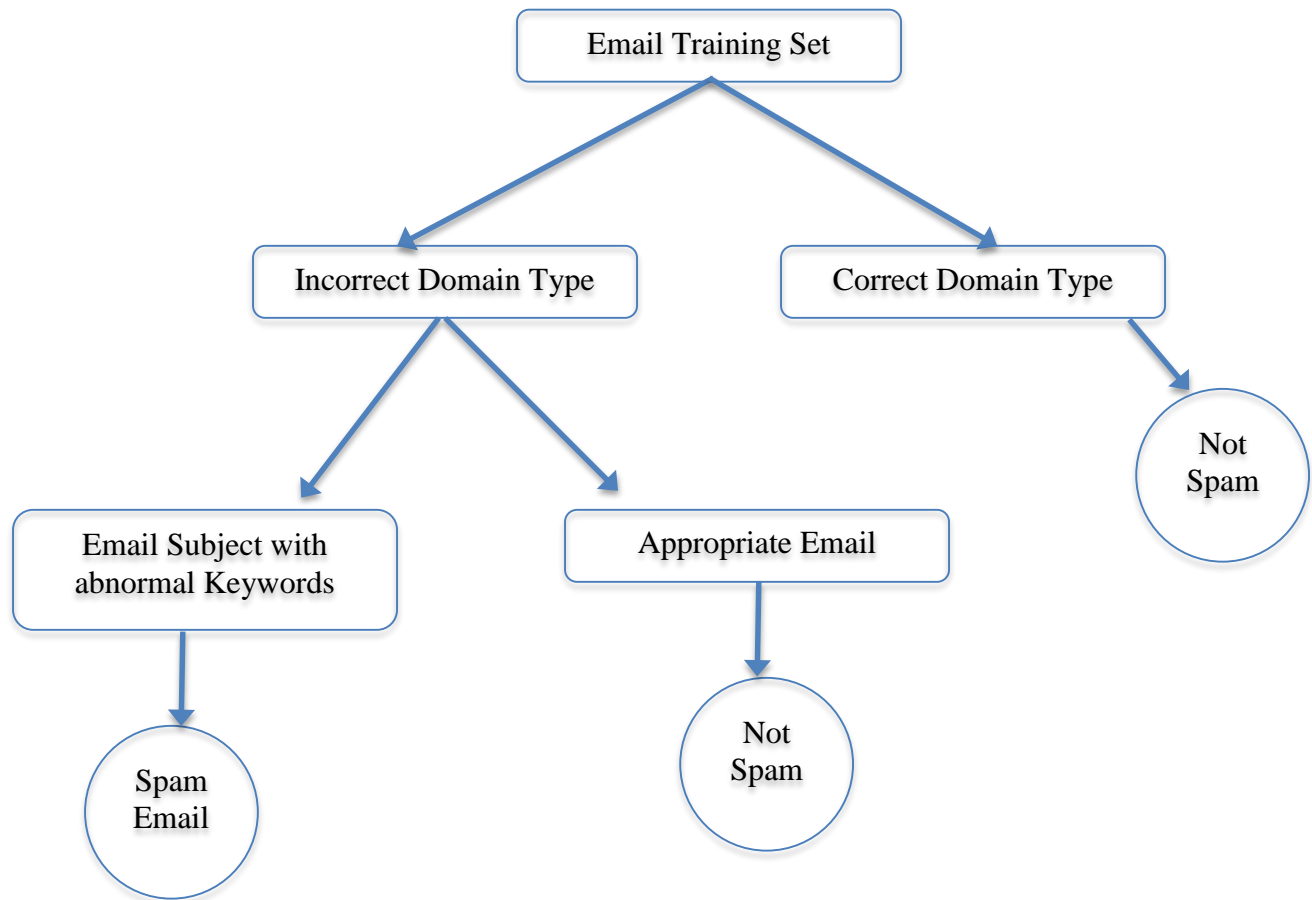 Email Training Set
Incorrect Domain Type
Correct Domain Type
Not
Spam
Email Subject with
abnormal Keywords
Appropriate Email
Not
Spam
Spam
Email